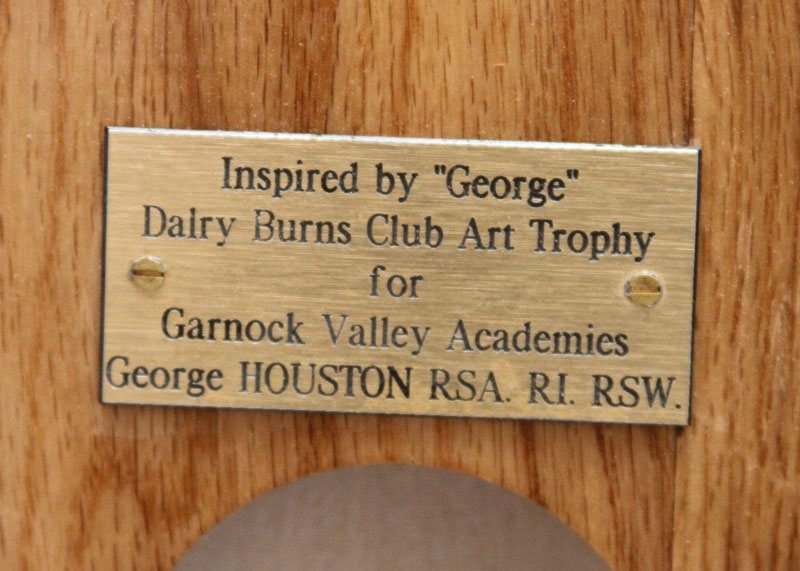 Inspired by "George"
Dalry Burns Club Art Trophy
for
Garnock Valley Academies
George HOUSTON RSA. RI. RSW.